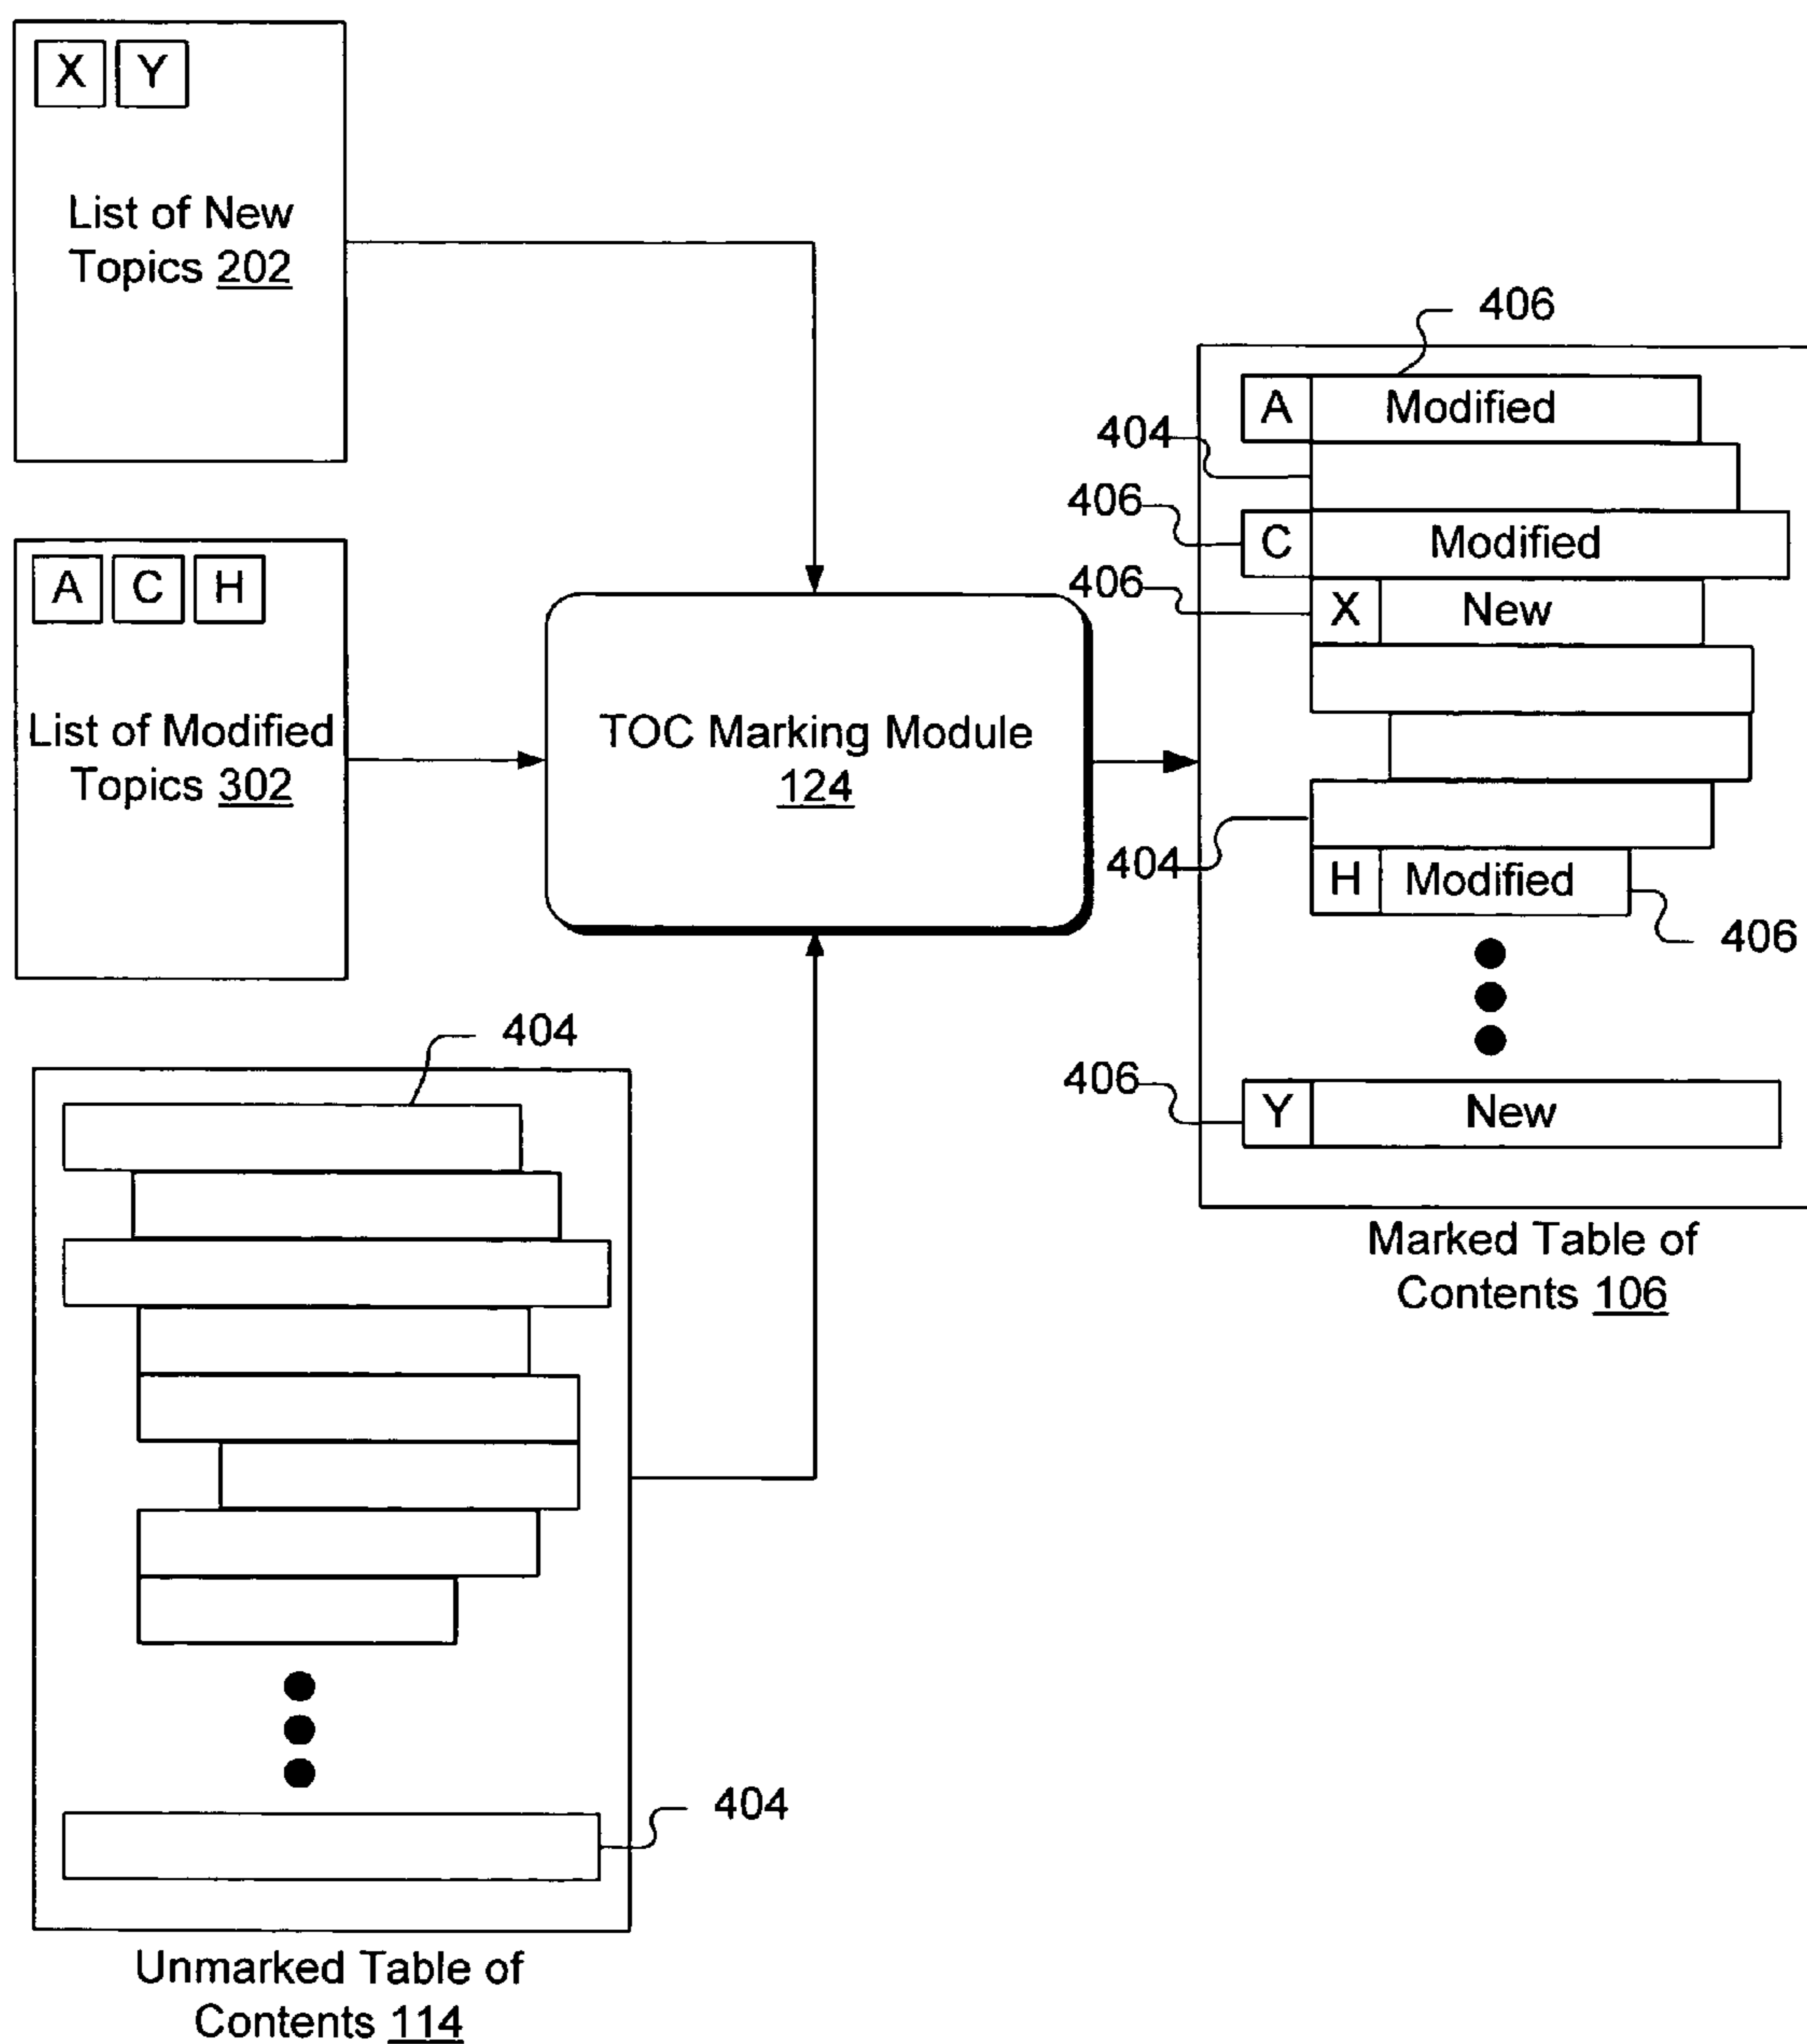 X Y
List of New
Topics 202
A C H
List of Modified
Topics 302
TOC Marking Module
124
404
404
Unmarked Table of
Contents 114
406
A Modified
404
406
C Modified
406
X New
404
H Modified
406
406
Y New
Marked Table of
Contents 106